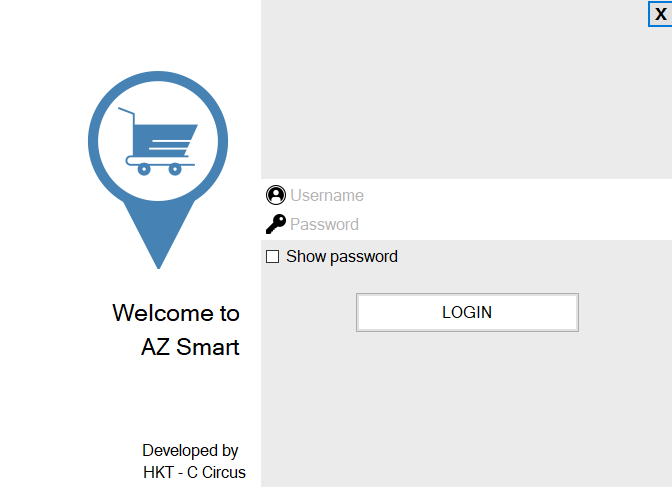 X
Username
Password
Show password
LOGIN
Welcome to
AZ Smart
Developed by
HKT - C Circus